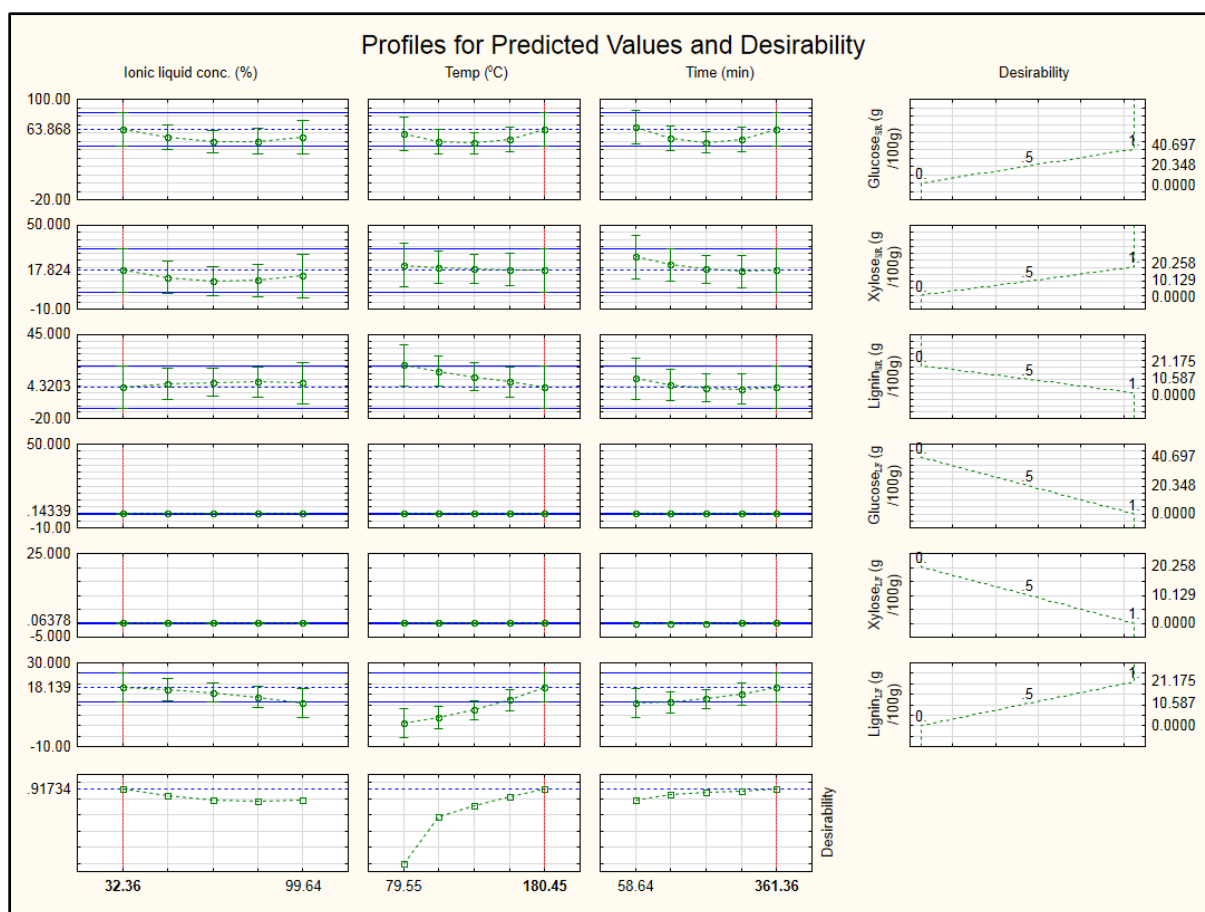 Profiles for Predicted Values and Desirability
Ionic liquid conc. (%) Temp (⁰C) Time (min) Desirability
100.00
63.868
-20.00
Glucose_SR (g
/100g)
0. .5 1.
40.697
20.348
0.0000
50.000
17.824
-10.00
Xylose_SR (g
/100g)
0. .5 1.
20.258
10.129
0.0000
45.000
4.3203
-20.00
Lignin_SR (g
/100g)
0. .5 1.
21.175
10.587
0.0000
50.000
.14339
-10.00
Glucose_LF (g
/100g)
0. .5 1.
40.697
20.348
0.0000
25.000
.06378
-5.000
Xylose_LF (g
/100g)
0. .5 1.
20.258
10.129
0.0000
30.000
18.139
-10.00
Lignin_LF (g
/100g)
0. .5 1.
21.175
10.587
0.0000
.91734
Desirability
32.36 99.64 79.55 180.45 58.64 361.36